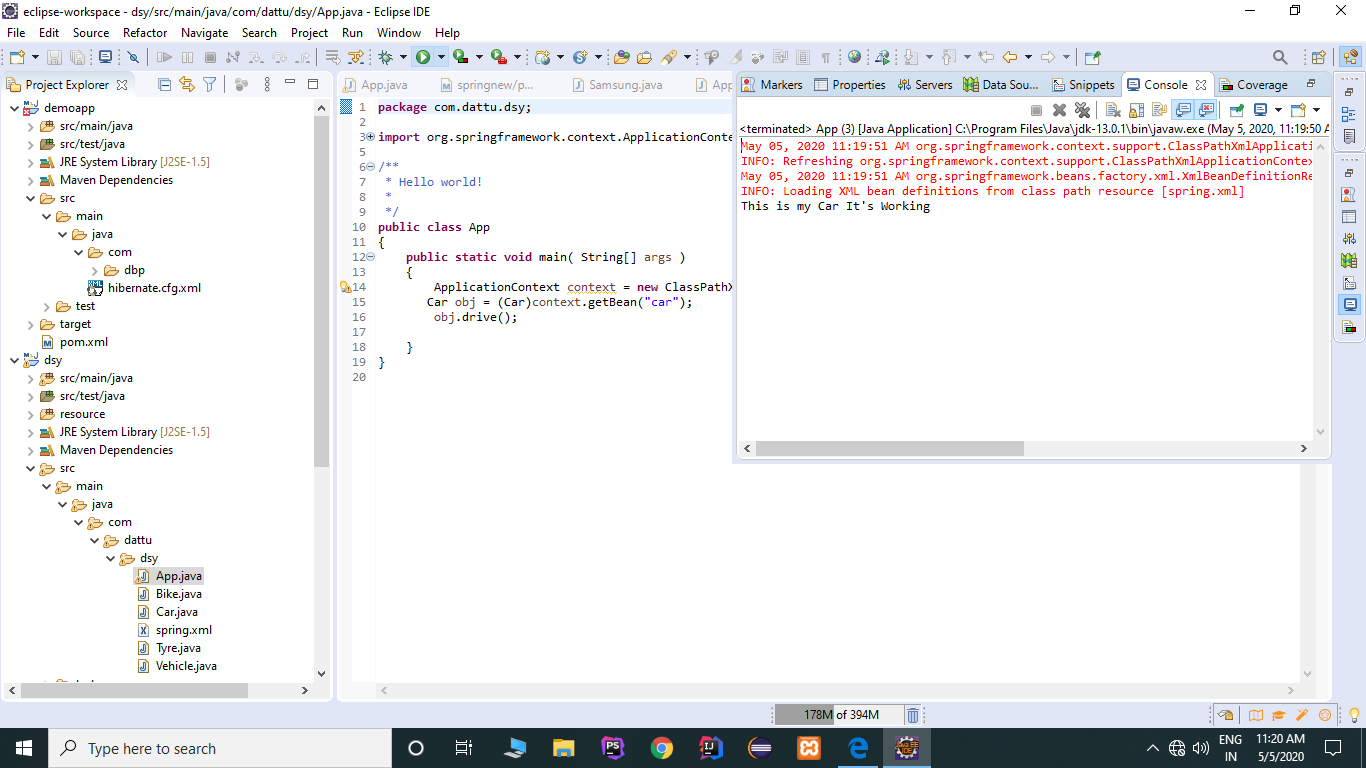 eclipse-workspace - dsy/src/main/java/com/dattu/dsy/App.java - Eclipse IDE
File Edit Source Refactor Navigate Search Project Run Window Help
Project Explorer
demoapp
src/main/java
src/test/java
JRE System Library [J2SE-1.5]
Maven Dependencies
src
main
java
com
dbp
hibernate.cfg.xml
test
target
pom.xml
dsy
src/main/java
src/test/java
resource
JRE System Library [J2SE-1.5]
Maven Dependencies
src
main
java
com
dattu
dsy
App.java
Bike.java
Car.java
spring.xml
Tyre.java
Vehicle.java
App.java springnew/p... Samsung.java App
1 package com.dattu.dsy;
2
3 import org.springframework.context.ApplicationConte
5
6 /**
7 * Hello world!
8 *
9 */
10 public class App
11 {
12 public static void main( String[] args )
13 {
14 ApplicationContext context = new ClassPathX
15 Car obj = (Car)context.getBean("car");
16 obj.drive();
17
18 }
19 }
20
Markers Properties Servers Data Sou... Snippets Console Coverage
<terminated> App (3) [Java Application] C:\Program Files\Java\jdk-13.0.1\bin\javaw.exe (May 5, 2020, 11:19:50 A
May 05, 2020 11:19:51 AM org.springframework.context.support.ClassPathXmlApplicati
INFO: Refreshing org.springframework.context.support.ClassPathXmlApplicationContex
May 05, 2020 11:19:51 AM org.springframework.beans.factory.xml.XmlBeanDefinitionRe
INFO: Loading XML bean definitions from class path resource [spring.xml]
This is my Car It's Working
178M of 394M
Type here to search
ENG
IN
11:20 AM
5/5/2020